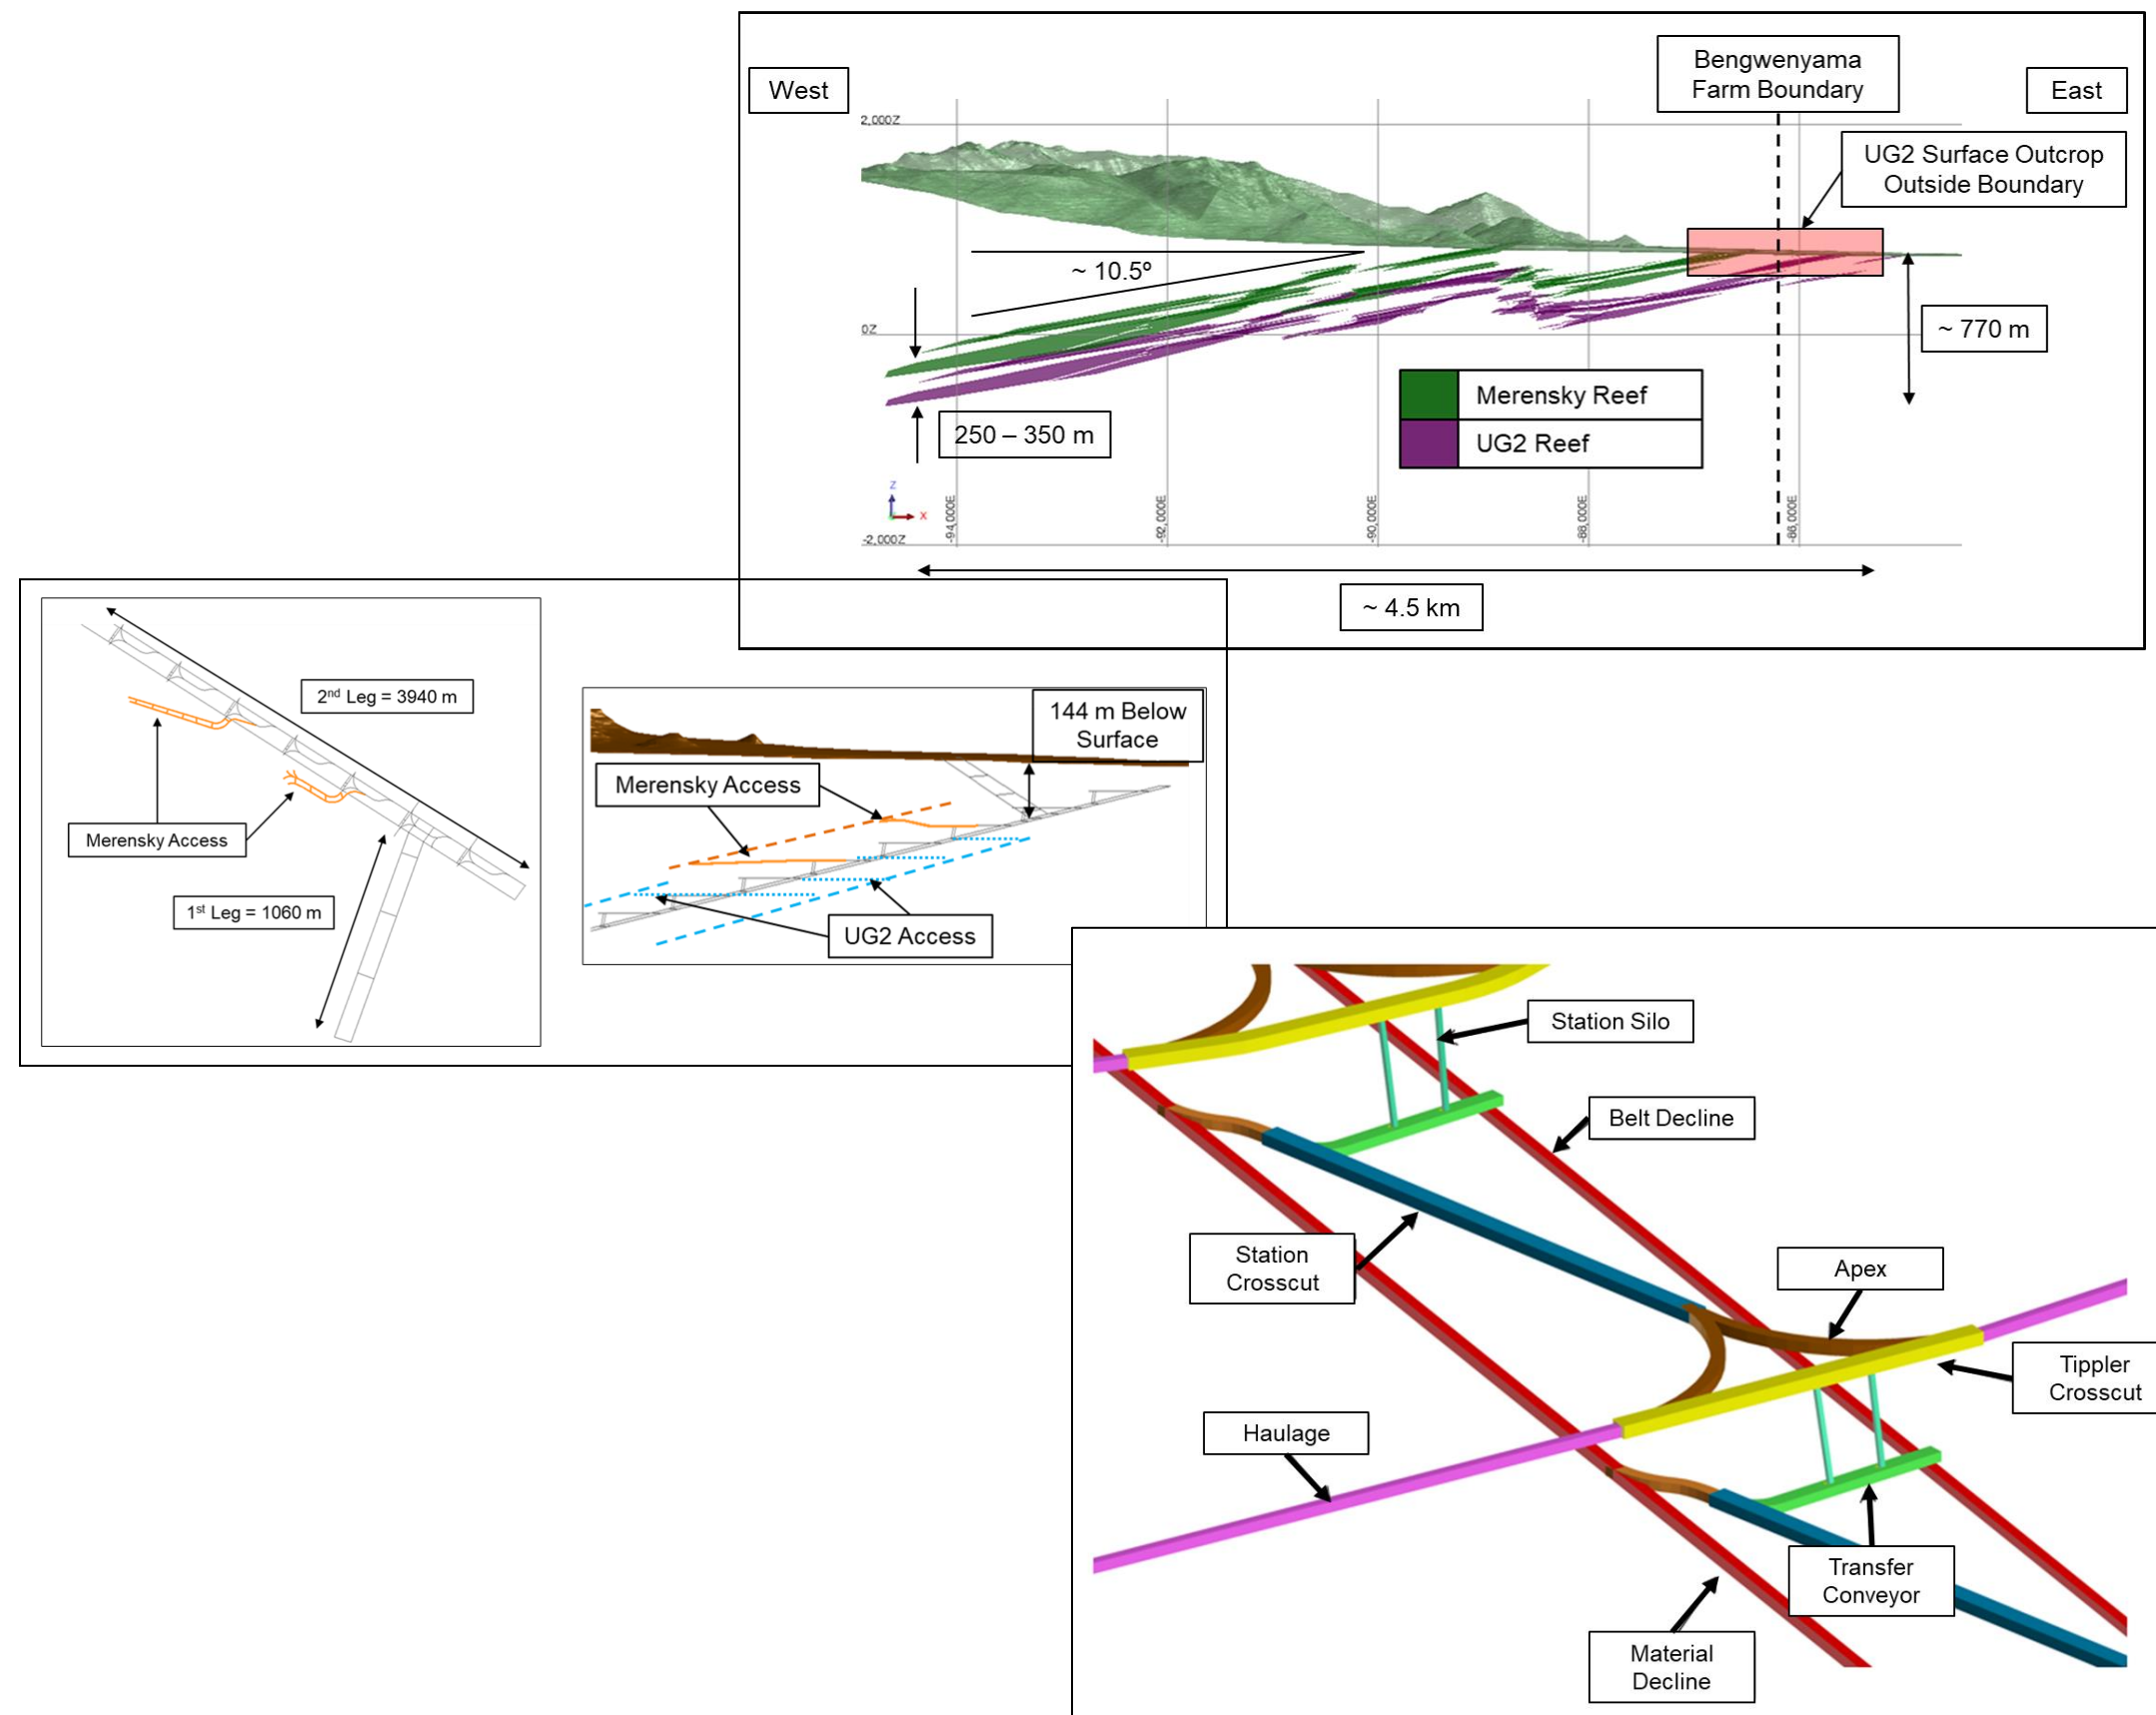 Bengwenyama
Farm Boundary
West
East
2,000Z
UG2 Surface Outcrop
Outside Boundary
~ 10.5º
0Z
~ 770 m
Merensky Reef
250 – 350 m
UG2 Reef
Z
X
-94,000E
-92,000E
-90,000E
-88,000E
-86,000E
-2,000Z
~ 4.5 km
2nd Leg = 3940 m
Merensky Access
1st Leg = 1060 m
144 m Below
Surface
Merensky Access
UG2 Access
Station Silo
Belt Decline
Station
Crosscut
Apex
Tippler
Crosscut
Haulage
Transfer
Conveyor
Material
Decline